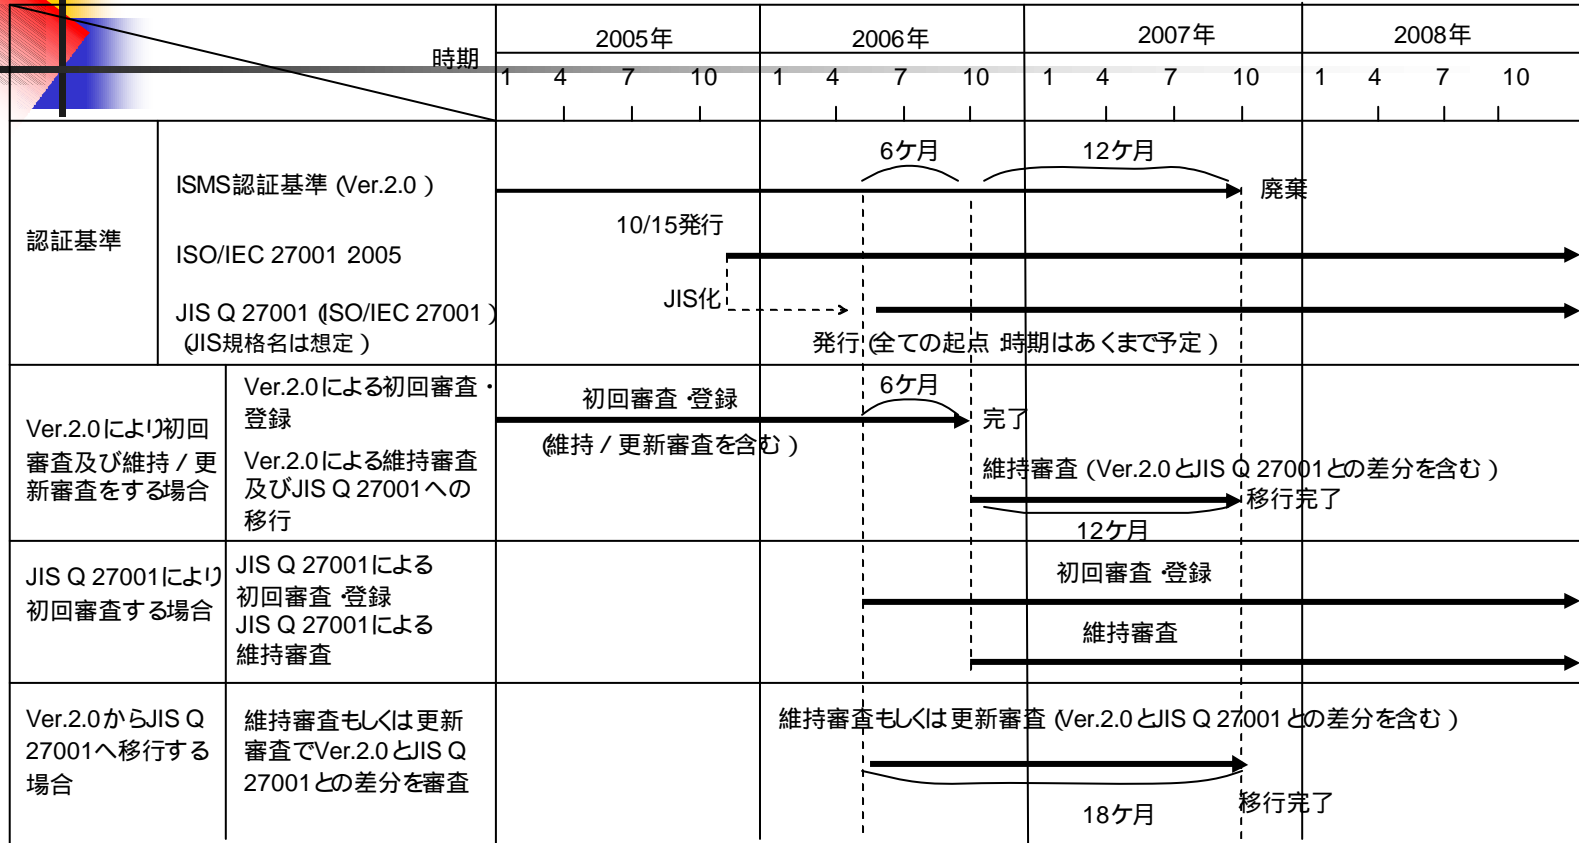 時期
2005年
2006年
2007年
2008年
1 4 7 10 1 4 7 10 1 4 7 10 1 4 7 10
認証基準
ISMS認証基準 (Ver.2.0 )
6ケ月
12ケ月
廃棄
10/15発行
ISO/IEC 27001 2005
JIS化
JIS Q 27001 (ISO/IEC 27001 )
(JIS規格名は想定 )
発行 (全ての起点 :時期はあくまで予定 )
Ver.2.0により初回
審査及び維持 / 更
新審査をする場合
Ver.2.0による初回審査・
登録
初回審査・登録
(維持 / 更新審査を含む )
6ケ月
完了
Ver.2.0による維持審査
及びJIS Q 27001への
移行
維持審査 (Ver.2.0とJIS Q 27001との差分を含む )
移行完了
12ケ月
JIS Q 27001により
初回審査する場合
JIS Q 27001による
初回審査・登録
JIS Q 27001による
維持審査
初回審査・登録
維持審査
Ver.2.0からJIS Q
27001へ移行する
場合
維持審査もしくは更新
審査でVer.2.0とJIS Q
27001との差分を審査
維持審査もしくは更新審査 (Ver.2.0とJIS Q 27001との差分を含む )
18ケ月
移行完了